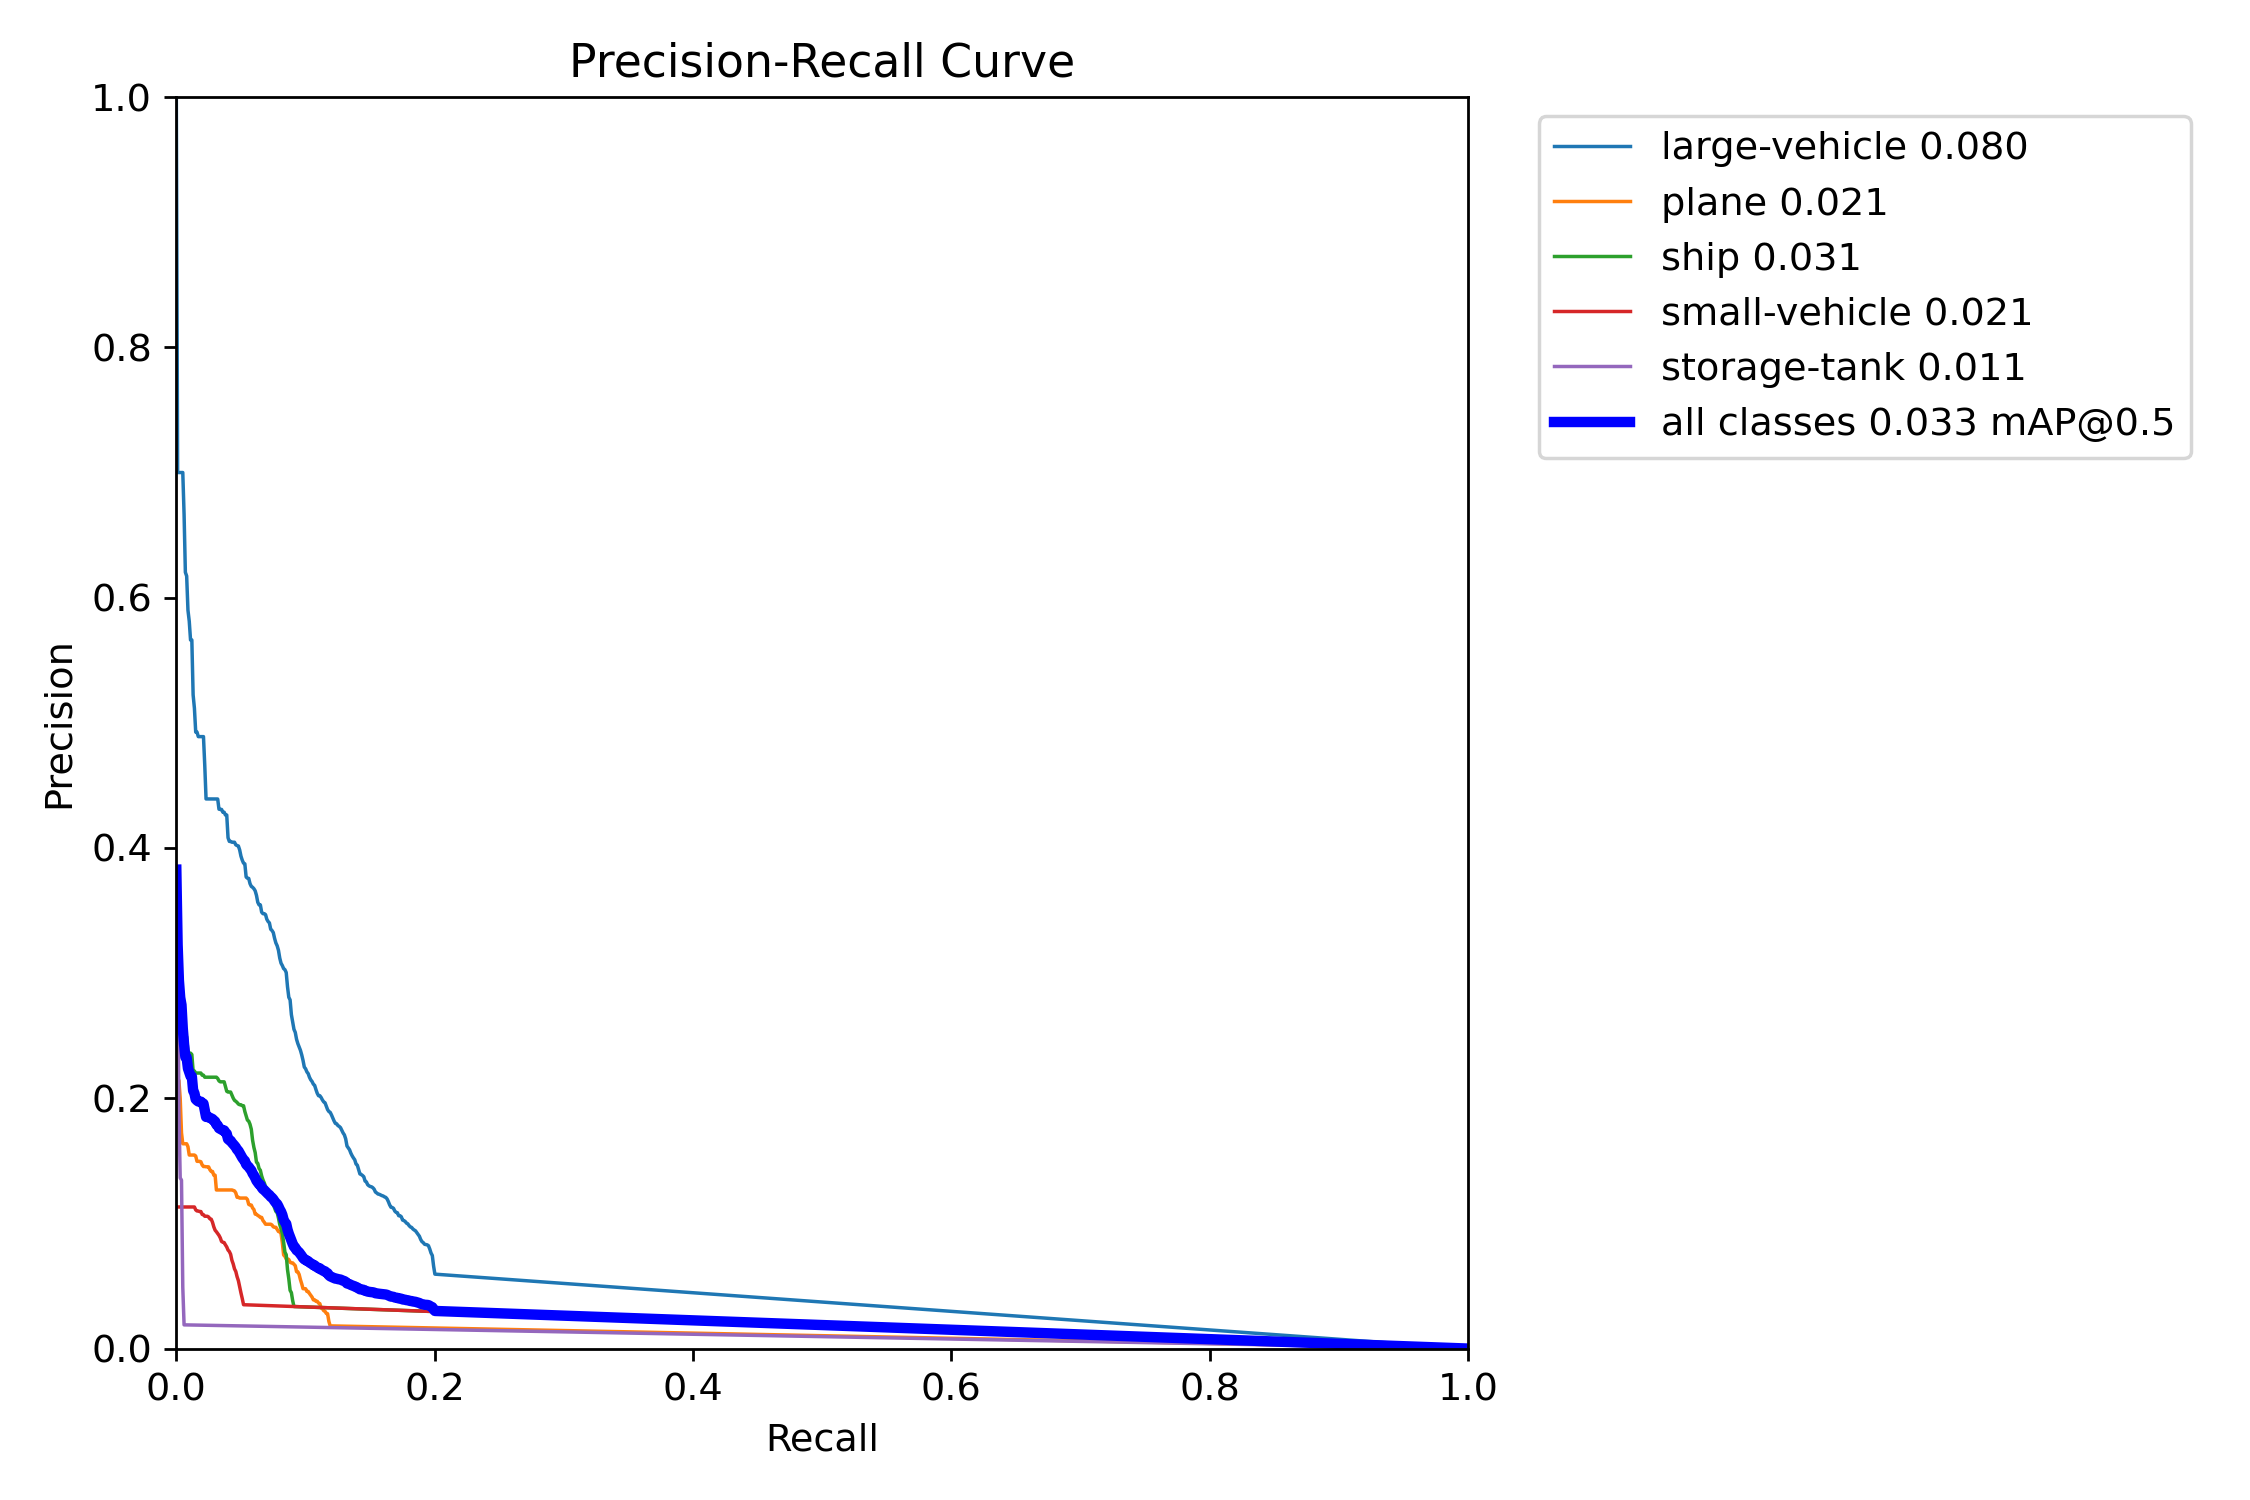 Precision-Recall Curve
1.0
0.8
0.6
0.4
0.2
0.0
Precision
0.0 0.2 0.4 0.6 0.8 1.0
Recall
large-vehicle 0.080
plane 0.021
ship 0.031
small-vehicle 0.021
storage-tank 0.011
all classes 0.033 mAP@0.5